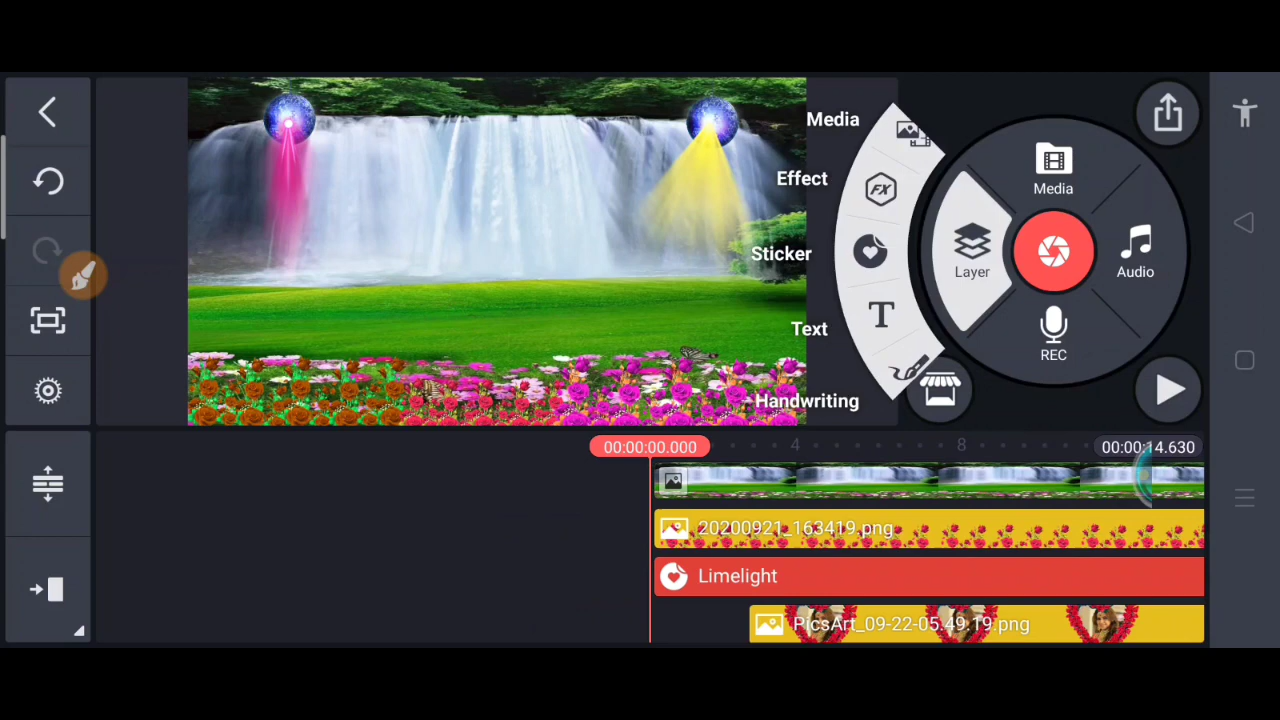 Media
Effect
Sticker
Text
Handwriting
FX
T
Media
Layer
Audio
REC
00:00:00.000
4
8
00:00:14.630
20200921_163419.png
Limelight
PicsArt_09-22-05.49.19.png